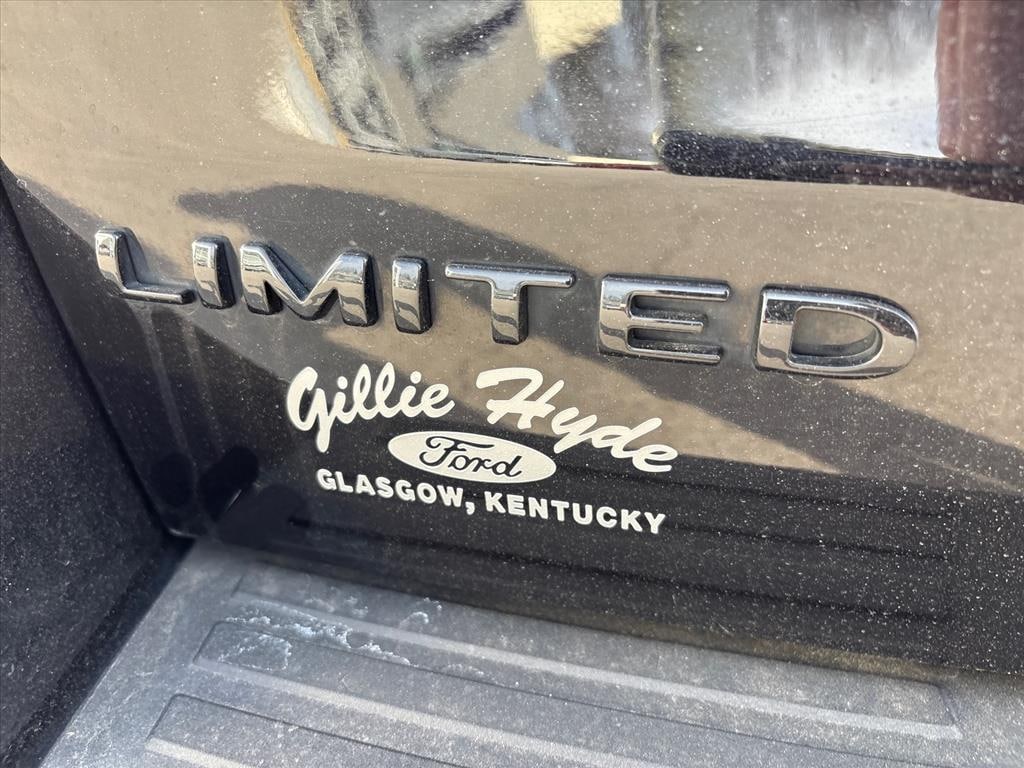 LIMITED
Gillie Hyde
Ford
GLASGOW, KENTUCKY